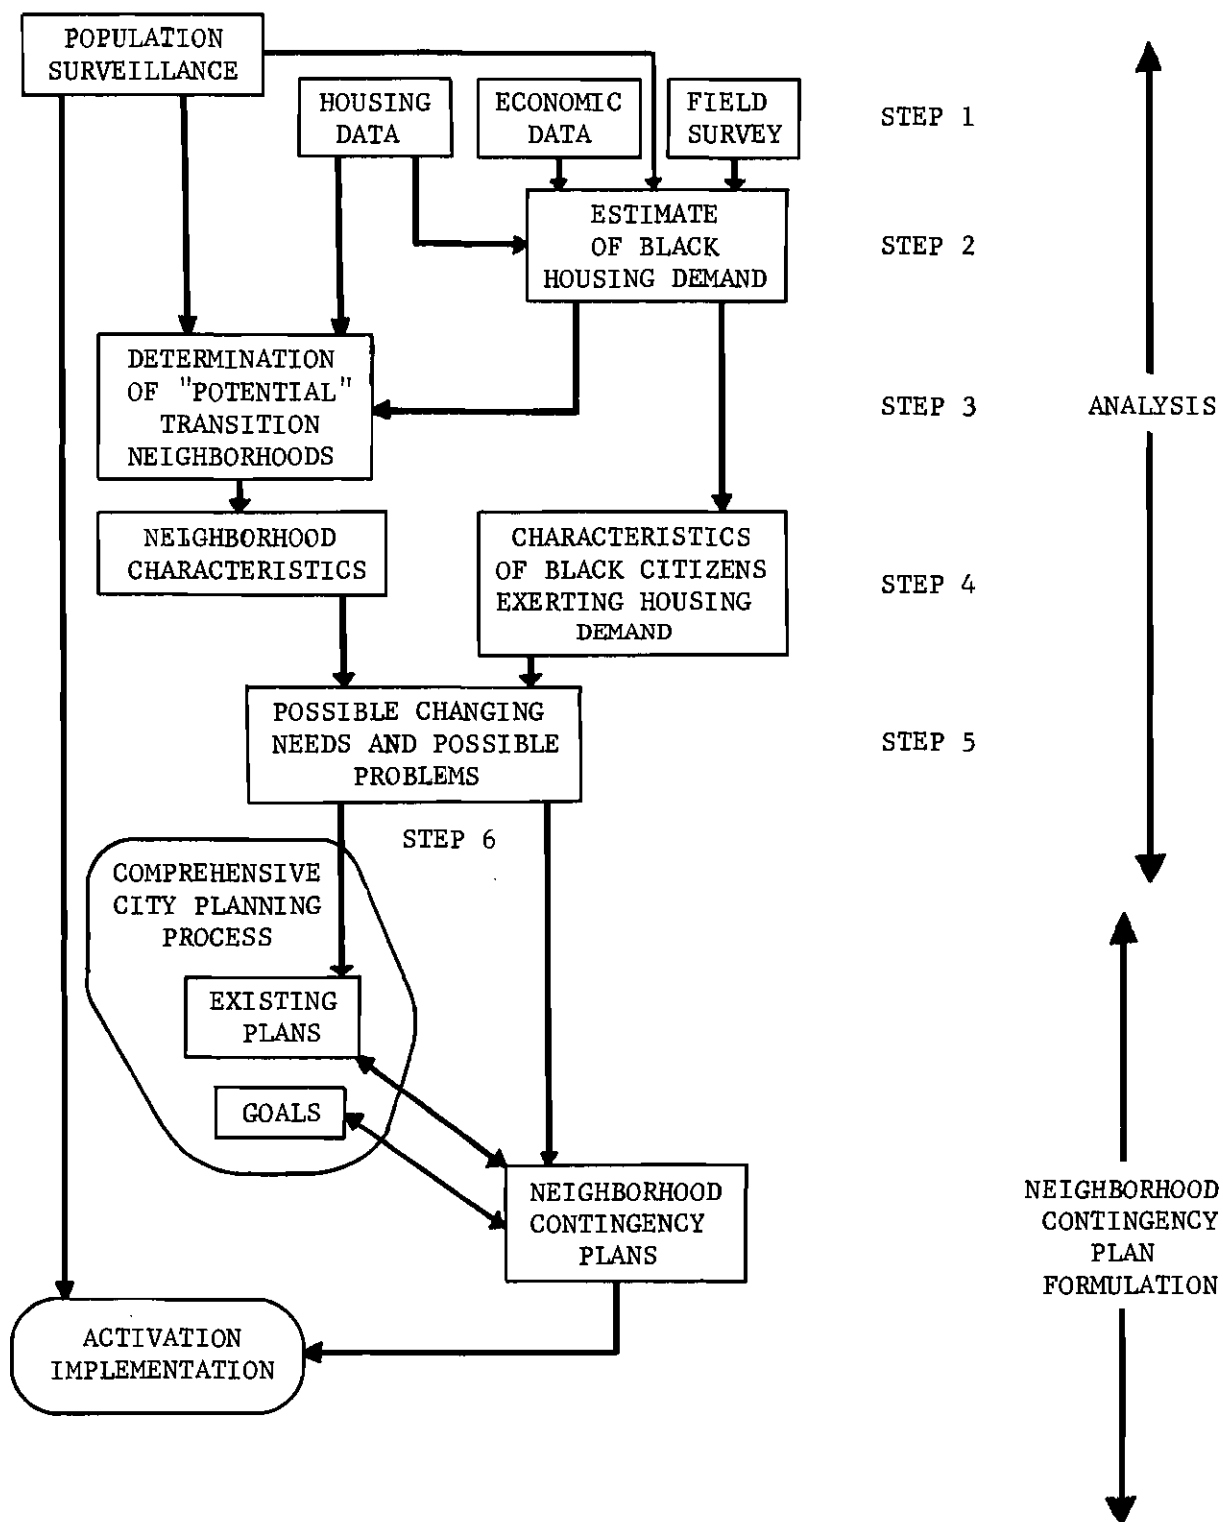 POPULATION
SURVEILLANCE
HOUSING
DATA
ECONOMIC
DATA
FIELD
SURVEY
STEP 1
ESTIMATE
OF BLACK
HOUSING DEMAND
STEP 2
DETERMINATION
OF "POTENTIAL"
TRANSITION
NEIGHBORHOODS
STEP 3
ANALYSIS
NEIGHBORHOOD
CHARACTERISTICS
CHARACTERISTICS
OF BLACK CITIZENS
EXERTING HOUSING
DEMAND
STEP 4
POSSIBLE CHANGING
NEEDS AND POSSIBLE
PROBLEMS
STEP 5
STEP 6
COMPREHENSIVE
CITY PLANNING
PROCESS
EXISTING
PLANS
GOALS
NEIGHBORHOOD
CONTINGENCY
PLANS
NEIGHBORHOOD
CONTINGENCY
PLAN
FORMULATION
ACTIVATION
IMPLEMENTATION